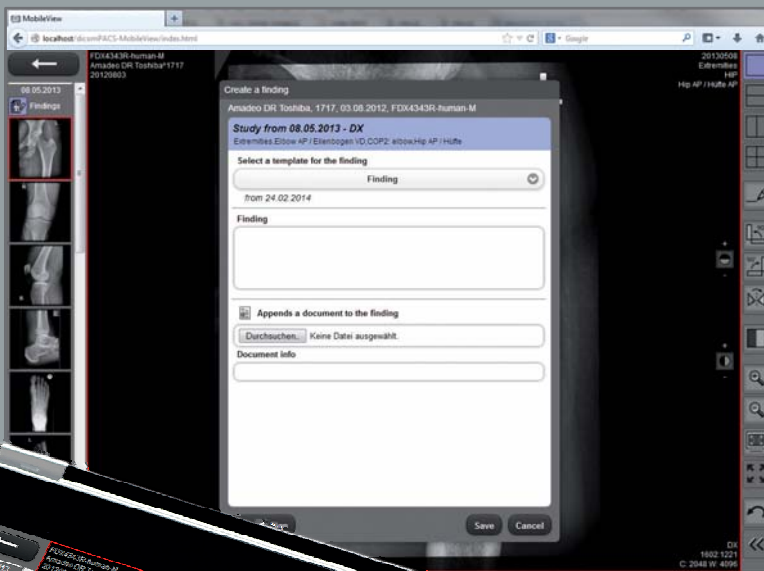 MobileView
localhost/dicomPACS-MobileView/index.html
Google
FDX4343R-human-M
Amadeo DR Toshiba^1717
20120803
20130508
Extremities
HIP
Hip AP / Hüfte AP
08.05.2013
Findings
Create a finding
Amadeo DR Toshiba, 1717, 03.08.2012, FDX4343R-human-M
Study from 08.05.2013 - DX
Extremities.Elbow AP / Ellenbogen VD,COP2: elbow,Hip AP / Hüfte
Select a template for the finding
Finding
from 24.02.2014
Finding
Appends a document to the finding
Durchsuchen... Keine Datei ausgewählt.
Document info
Save Cancel
DX
1602:1221
C: 2048 W: 4096
FDX4343R-human-M